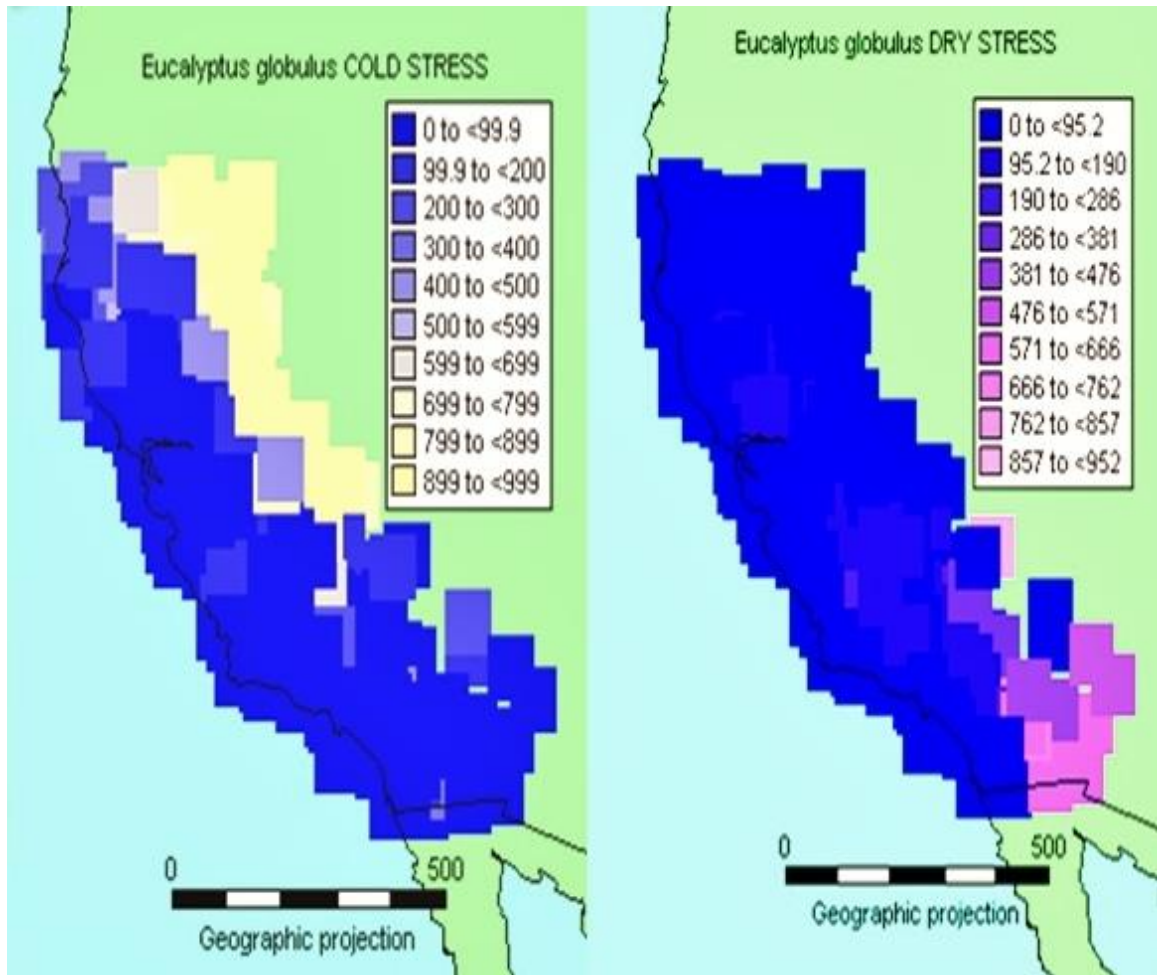 Eucalyptus globulus COLD STRESS
0 to <99.9
99.9 to <200
200 to <300
300 to <400
400 to <500
500 to <599
599 to <699
699 to <799
799 to <899
899 to <999
0
500
Geographic projection
Eucalyptus globulus DRY STRESS
0 to <95.2
95.2 to <190
190 to <286
286 to <381
381 to <476
476 to <571
571 to <666
666 to <762
762 to <857
857 to <952
0
500
Geographic projection